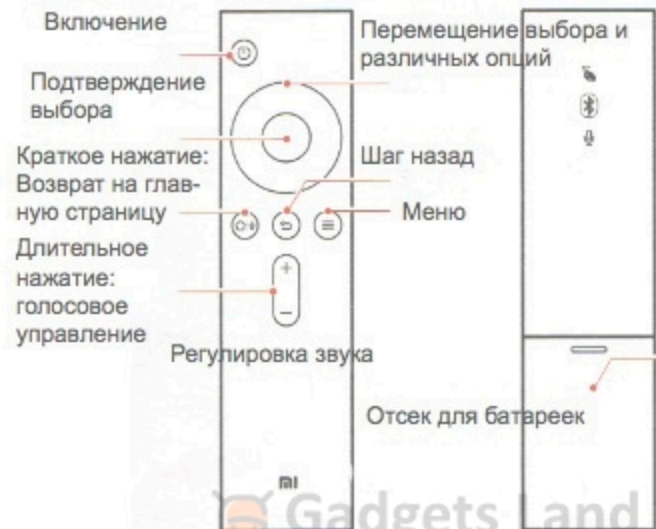 Включение
Перемещение выбора и
различных опций
Подтверждение
выбора
Краткое нажатие:
Возврат на глав-
ную страницу
Шаг назад
Меню
Длительное
нажатие:
голосовое
управление
+
−
Регулировка звука
Отсек для батареек
MI
Gadgets Land